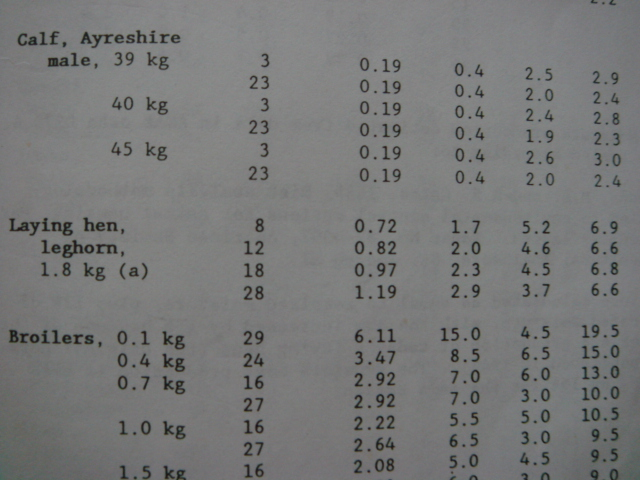 2.2
Calf, Ayreshire
male, 39 kg 3 0.19 0.4 2.5 2.9
23 0.19 0.4 2.0 2.4
40 kg 3 0.19 0.4 2.4 2.8
23 0.19 0.4 1.9 2.3
45 kg 3 0.19 0.4 2.6 3.0
23 0.19 0.4 2.0 2.4
Laying hen, 8 0.72 1.7 5.2 6.9
leghorn, 12 0.82 2.0 4.6 6.6
1.8 kg (a) 18 0.97 2.3 4.5 6.8
28 1.19 2.9 3.7 6.6
Broilers, 0.1 kg 29 6.11 15.0 4.5 19.5
0.4 kg 24 3.47 8.5 6.5 15.0
0.7 kg 16 2.92 7.0 6.0 13.0
27 2.92 7.0 3.0 10.0
1.0 kg 16 2.22 5.5 5.0 10.5
27 2.64 6.5 3.0 9.5
1.5 kg 16 2.08 5.0 4.5 9.5
6.0 3.0 9.0